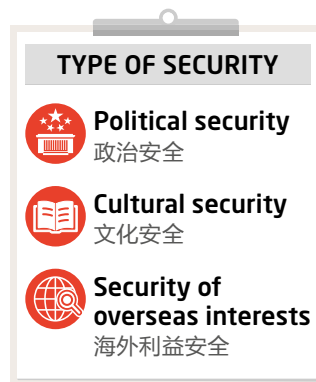 TYPE OF SECURITY
Political security
政治安全
Cultural security
文化安全
Security of
overseas interests
海外利益安全